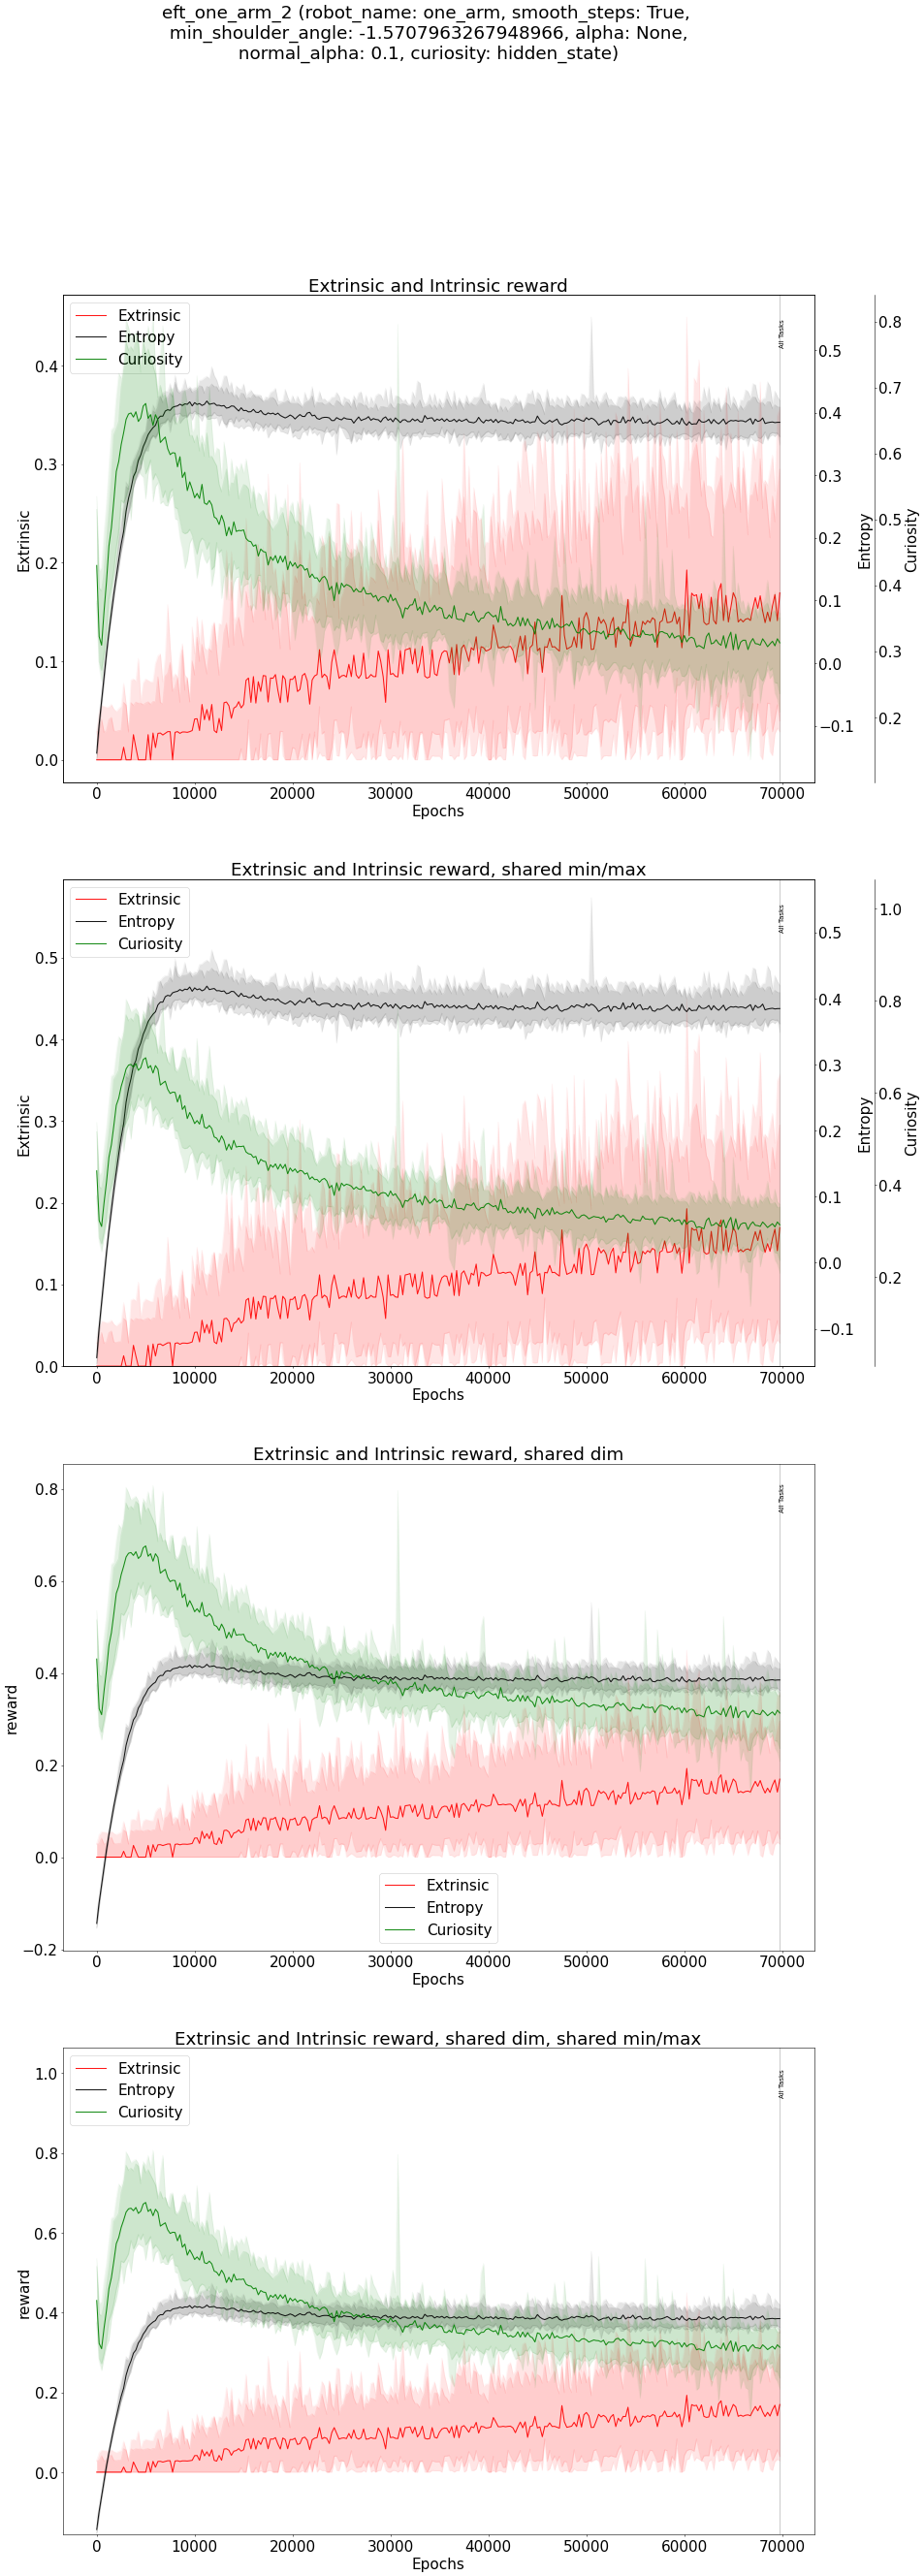 eft_one_arm_2 (robot_name: one_arm, smooth_steps: True,
min_shoulder_angle: -1.5707963267948966, alpha: None,
normal_alpha: 0.1, curiosity: hidden_state)
Extrinsic and Intrinsic reward
Extrinsic
Entropy
Curiosity
All Tasks
0.4
0.3
0.2
0.1
0.0
Extrinsic
0.5
0.4
0.3
0.2
0.1
0.0
−0.1
Entropy
0.8
0.7
0.6
0.5
0.4
0.3
0.2
Curiosity
0 10000 20000 30000 40000 50000 60000 70000
Epochs
Extrinsic and Intrinsic reward, shared min/max
Extrinsic
Entropy
Curiosity
All Tasks
0.5
0.4
0.3
0.2
0.1
0.0
Extrinsic
0.5
0.4
0.3
0.2
0.1
0.0
−0.1
Entropy
1.0
0.8
0.6
0.4
0.2
Curiosity
0 10000 20000 30000 40000 50000 60000 70000
Epochs
Extrinsic and Intrinsic reward, shared dim
All Tasks
0.8
0.6
0.4
0.2
0.0
−0.2
reward
Extrinsic
Entropy
Curiosity
0 10000 20000 30000 40000 50000 60000 70000
Epochs
Extrinsic and Intrinsic reward, shared dim, shared min/max
Extrinsic
Entropy
Curiosity
All Tasks
1.0
0.8
0.6
0.4
0.2
0.0
reward
0 10000 20000 30000 40000 50000 60000 70000
Epochs